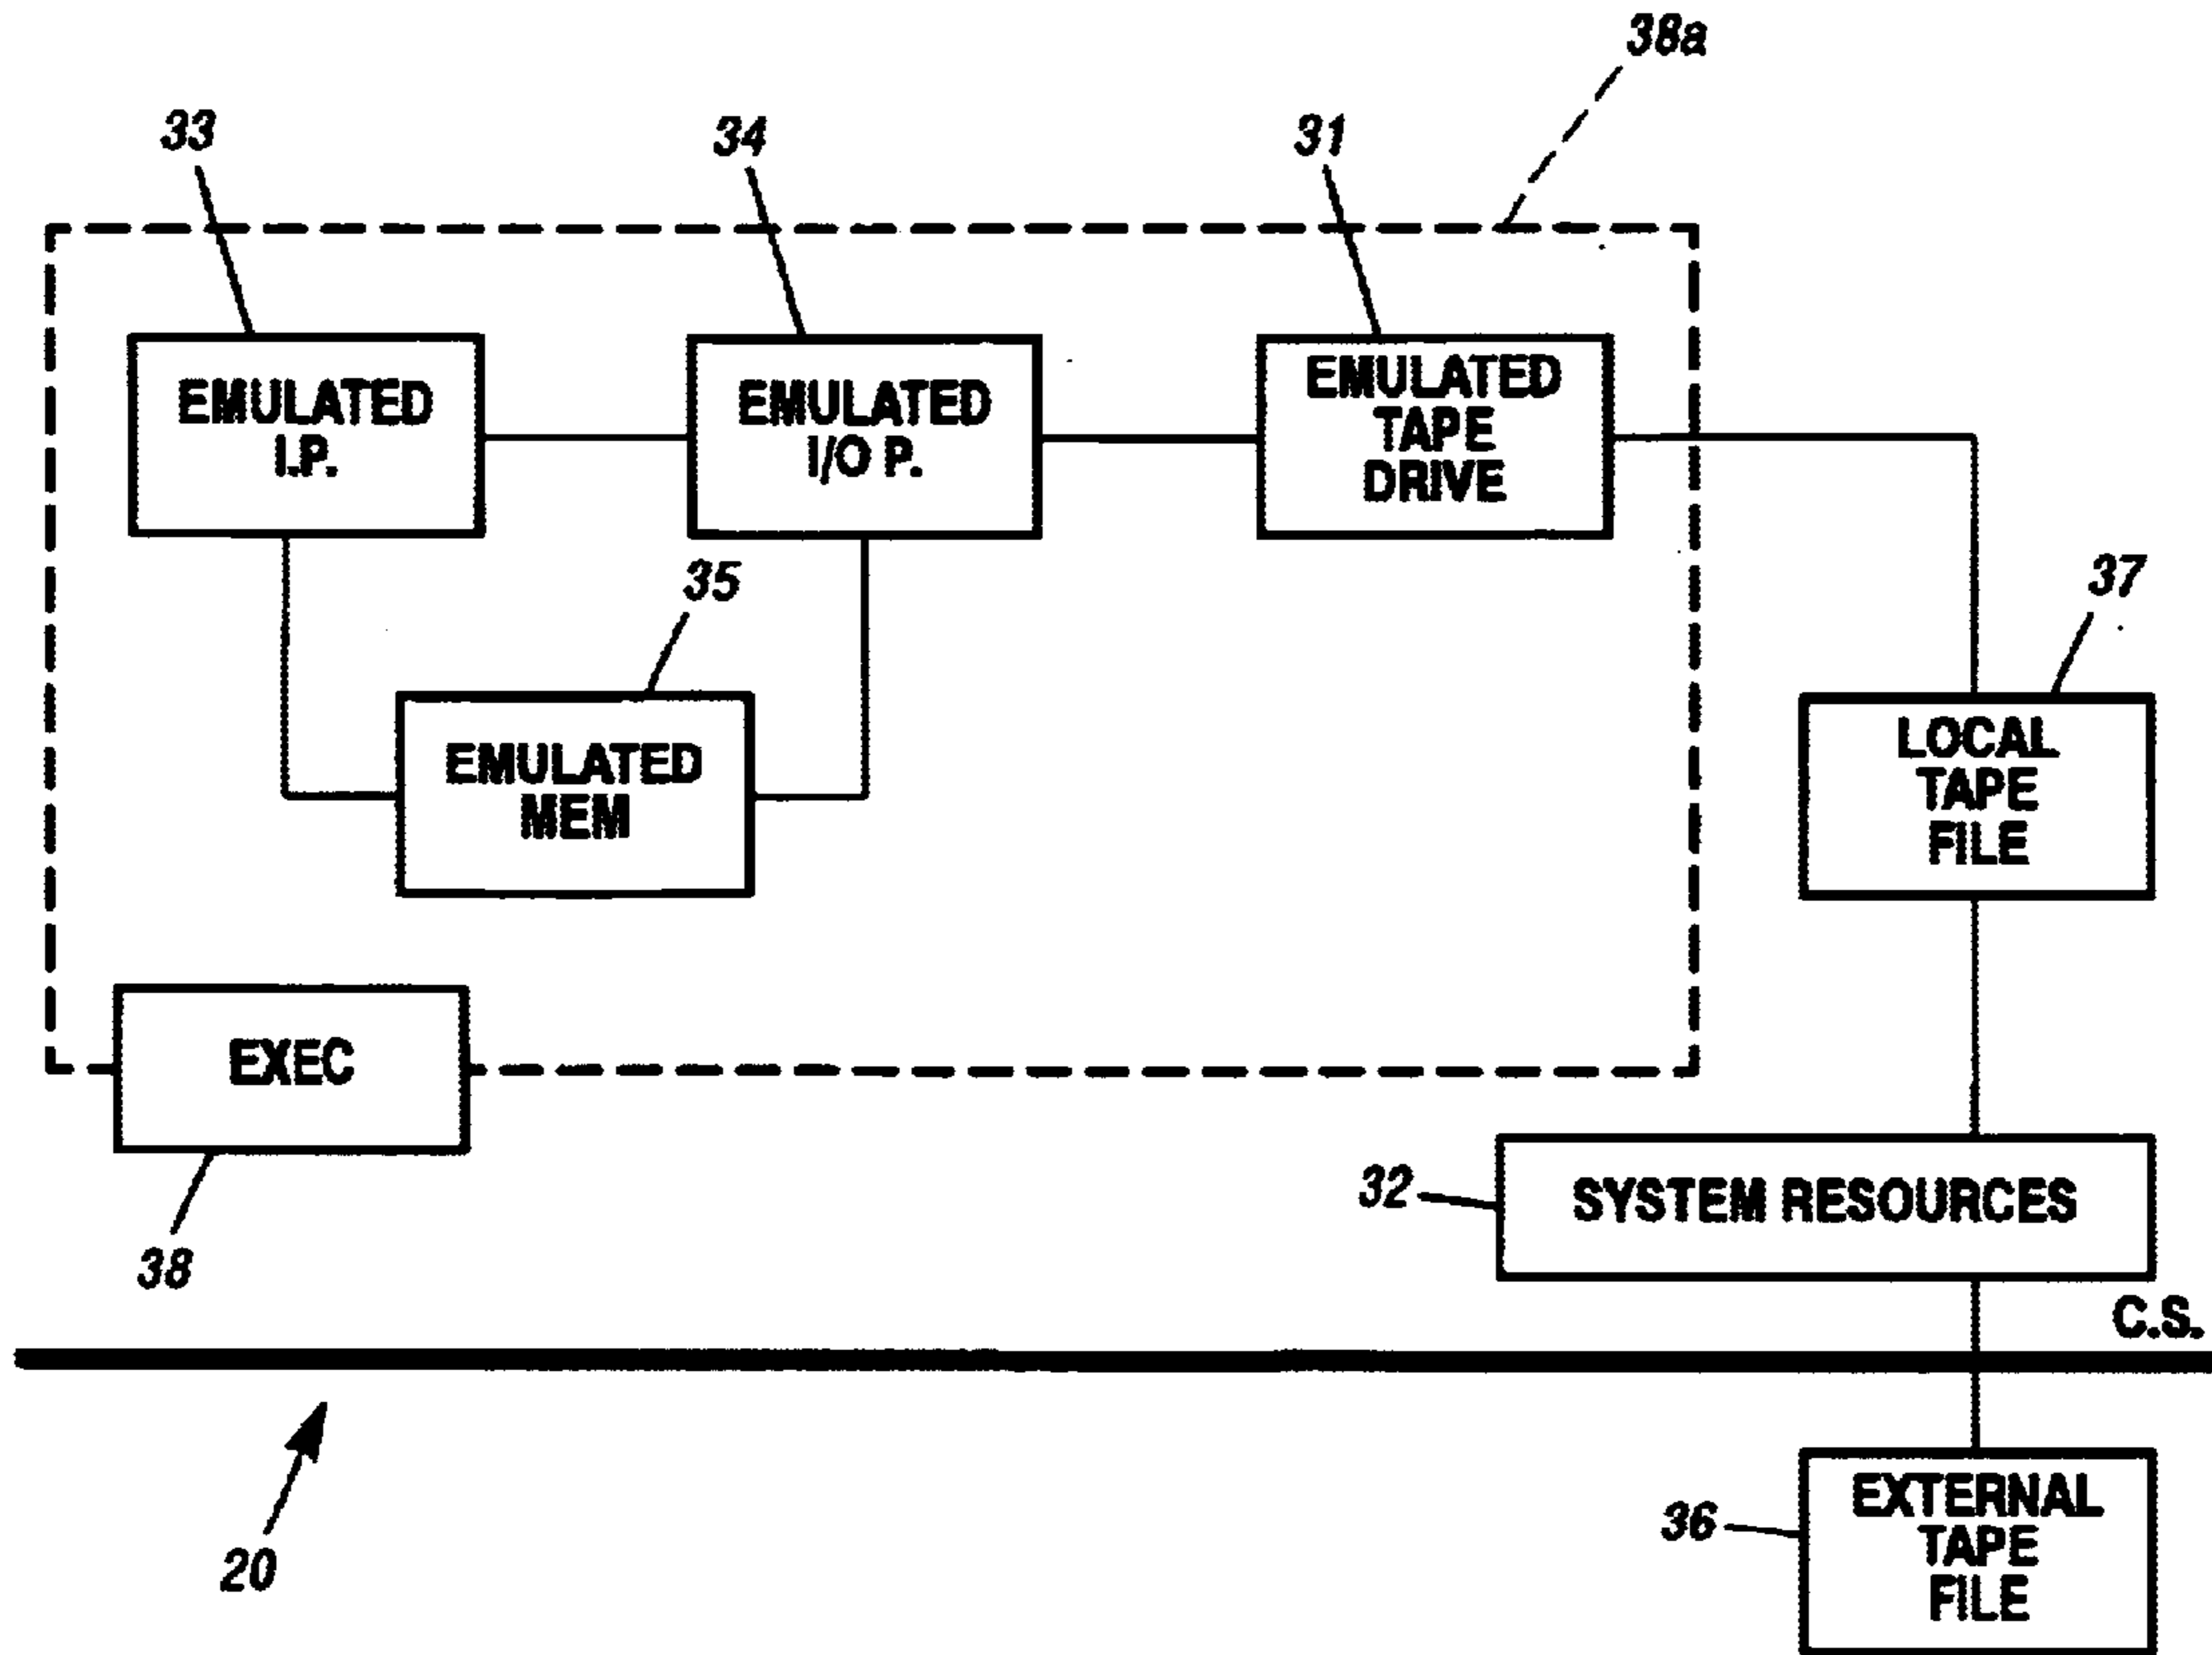 38a
33
34
31
EMULATED
I.P.
EMULATED
I/O P.
EMULATED
TAPE
DRIVE
35
37
EMULATED
MEM
LOCAL
TAPE
FILE
EXEC
38
32
SYSTEM RESOURCES
C.S.
20
36
EXTERNAL
TAPE
FILE